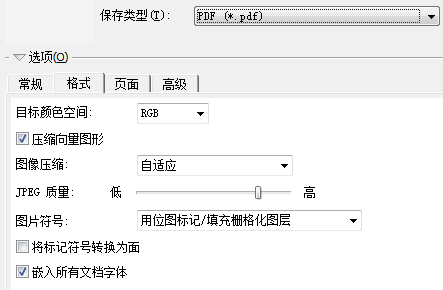 保存类型(T): PDF (*.pdf)
选项(O)
常规 格式 页面 高级
目标颜色空间: RGB
压缩向量图形
图像压缩: 自适应
JPEG 质量: 低 高
图片符号: 用位图标记/填充栅格化图层
将标记符号转换为面
嵌入所有文档字体